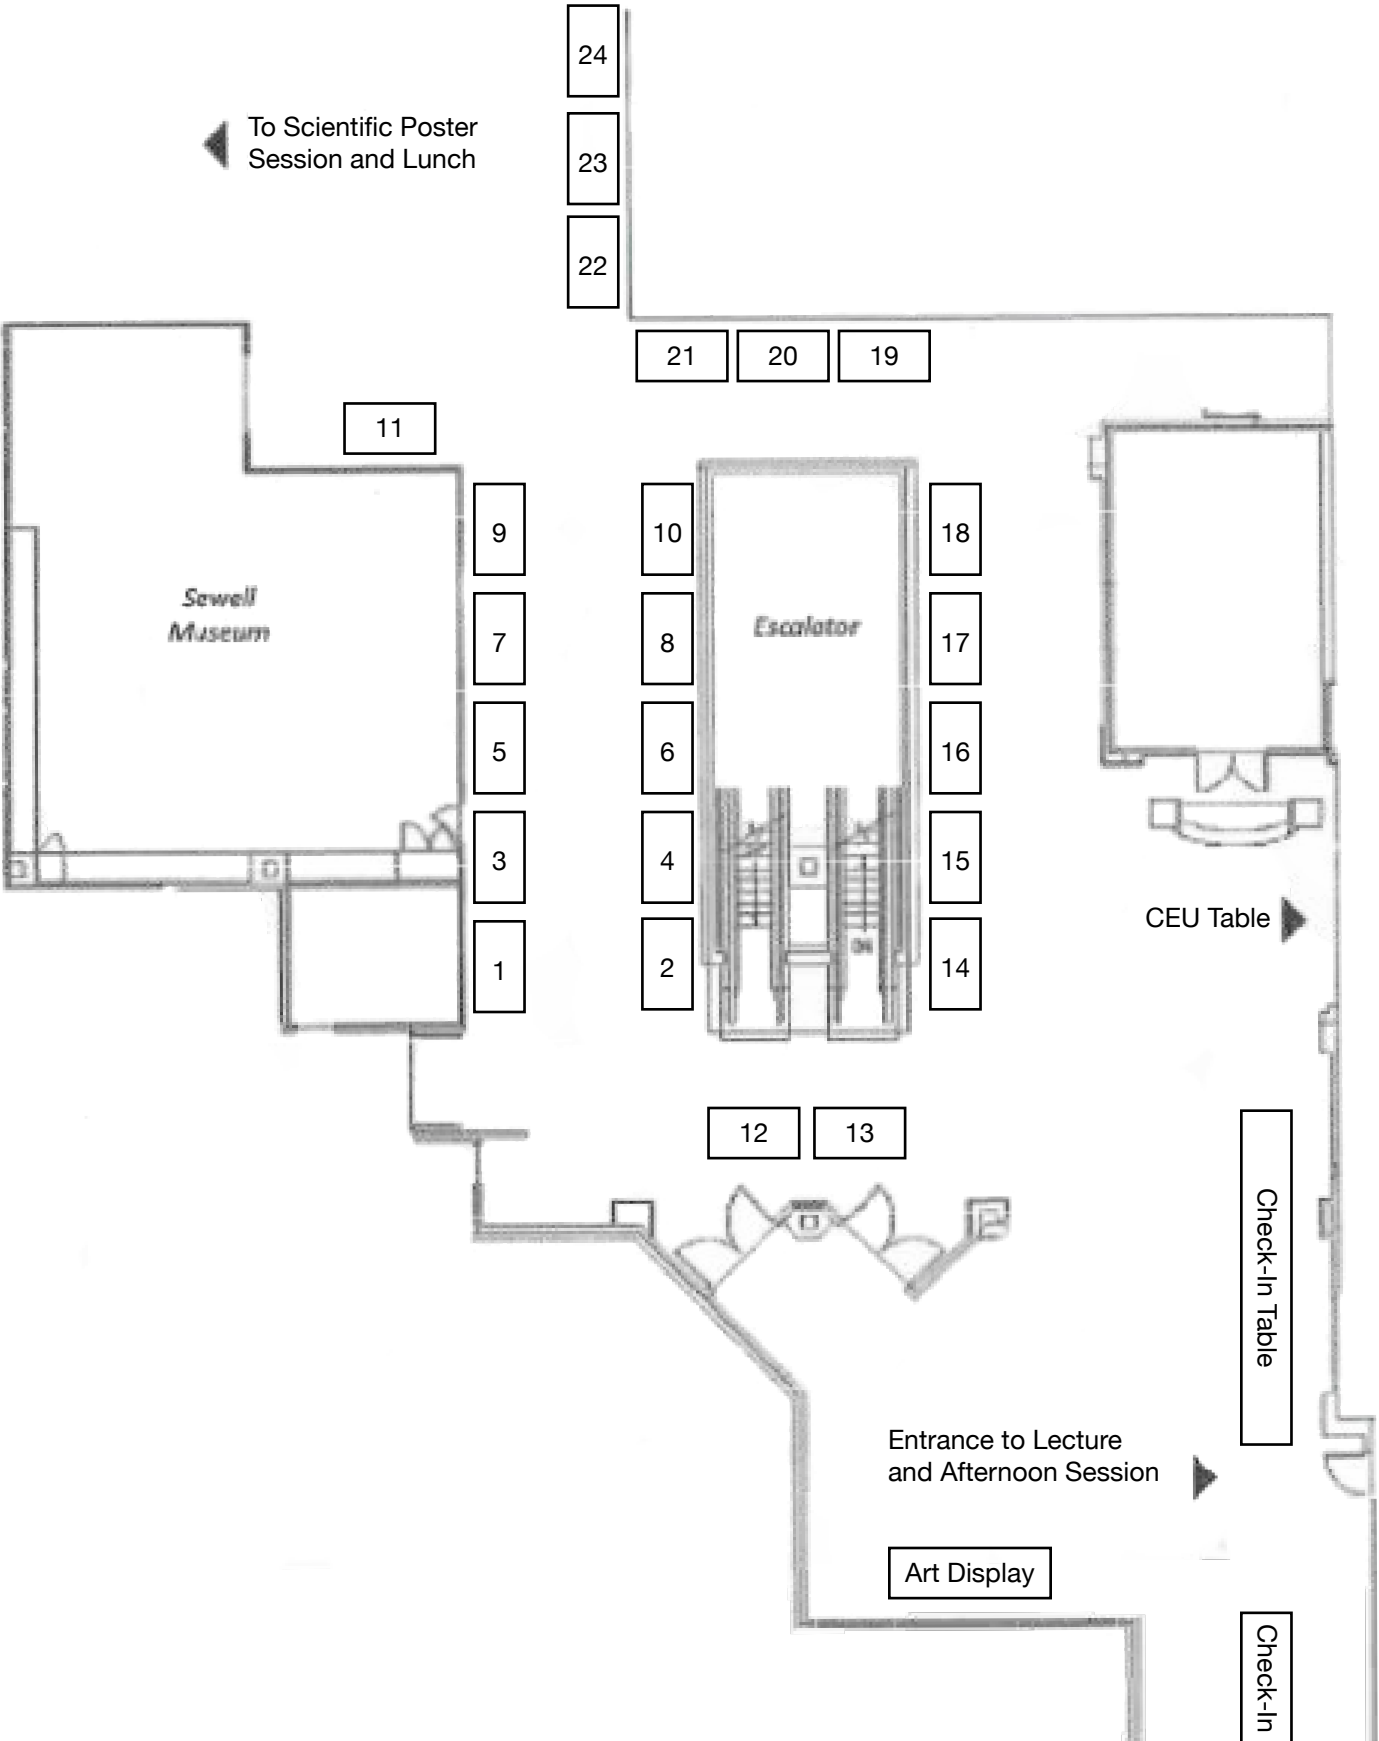 24
To Scientific Poster
Session and Lunch
23
22
21
20
19
11
9
10
18
Sewell
Museum
7
8
Escalator
17
5
6
16
3
4
15
CEU Table
1
2
14
12
13
Check-In Table
Entrance to Lecture
and Afternoon Session
Art Display
Check-In